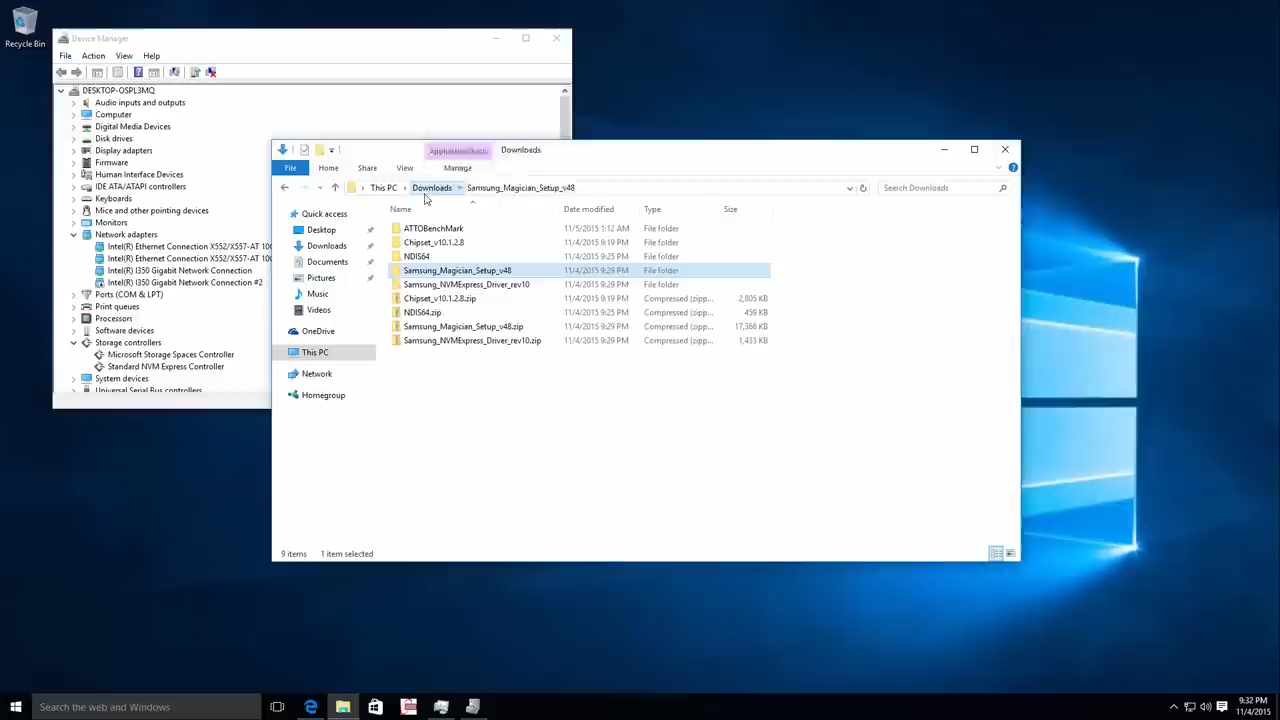 Recycle Bin
Device Manager
File Action View Help
DESKTOP-OSPL3MQ
Audio inputs and outputs
Computer
Digital Media Devices
Disk drives
Display adapters
Firmware
Human Interface Devices
IDE ATA/ATAPI controllers
Keyboards
Mice and other pointing devices
Monitors
Network adapters
Intel(R) Ethernet Connection X552/X557-AT 10G
Intel(R) Ethernet Connection X552/X557-AT 10G
Intel(R) I350 Gigabit Network Connection
Intel(R) I350 Gigabit Network Connection #2
Ports (COM & LPT)
Print queues
Processors
Software devices
Storage controllers
Microsoft Storage Spaces Controller
Standard NVM Express Controller
System devices
Universal Serial Bus controllers
Downloads
File Home Share View Manage
This PC Downloads Samsung_Magician_Setup_v48 Search Downloads
Quick access
Desktop
Downloads
Documents
Pictures
Music
Videos
OneDrive
This PC
Network
Homegroup
Name Date modified Type Size
ATTOBenchMark 11/5/2015 1:12 AM File folder
Chipset_v10.1.2.8 11/4/2015 9:19 PM File folder
NDIS64 11/4/2015 9:25 PM File folder
Samsung_Magician_Setup_v48 11/4/2015 9:29 PM File folder
Samsung_NVMExpress_Driver_rev10 11/4/2015 9:29 PM File folder
Chipset_v10.1.2.8.zip 11/4/2015 9:19 PM Compressed (zipp... 2,805 KB
NDIS64.zip 11/4/2015 9:25 PM Compressed (zipp... 459 KB
Samsung_Magician_Setup_v48.zip 11/4/2015 9:29 PM Compressed (zipp... 17,366 KB
Samsung_NVMExpress_Driver_rev10.zip 11/4/2015 9:29 PM Compressed (zipp... 1,433 KB
9 items 1 item selected
Search the web and Windows
9:32 PM
11/4/2015